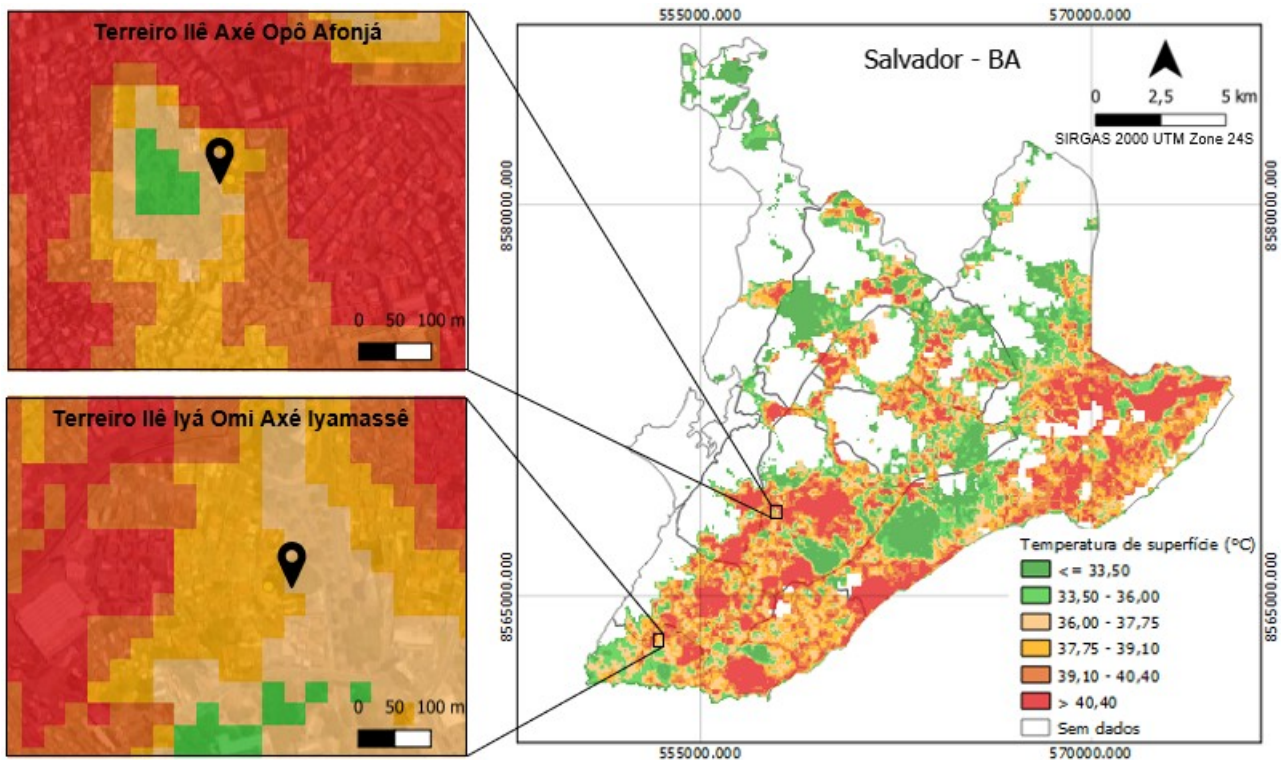 Terreiro Ilê Axé Opô Afonjá
0 50 100 m
Terreiro Ilê Iyá Omi Axé Iyamassê
0 50 100 m
555000.000
570000.000
Salvador - BA
0 2,5 5 km
SIRGAS 2000 UTM Zone 24S
8580000.000
8580000.000
8565000.000
8565000.000
Temperatura de superfície (ºC)
<= 33,50
33,50 - 36,00
36,00 - 37,75
37,75 - 39,10
39,10 - 40,40
> 40,40
Sem dados
555000.000
570000.000